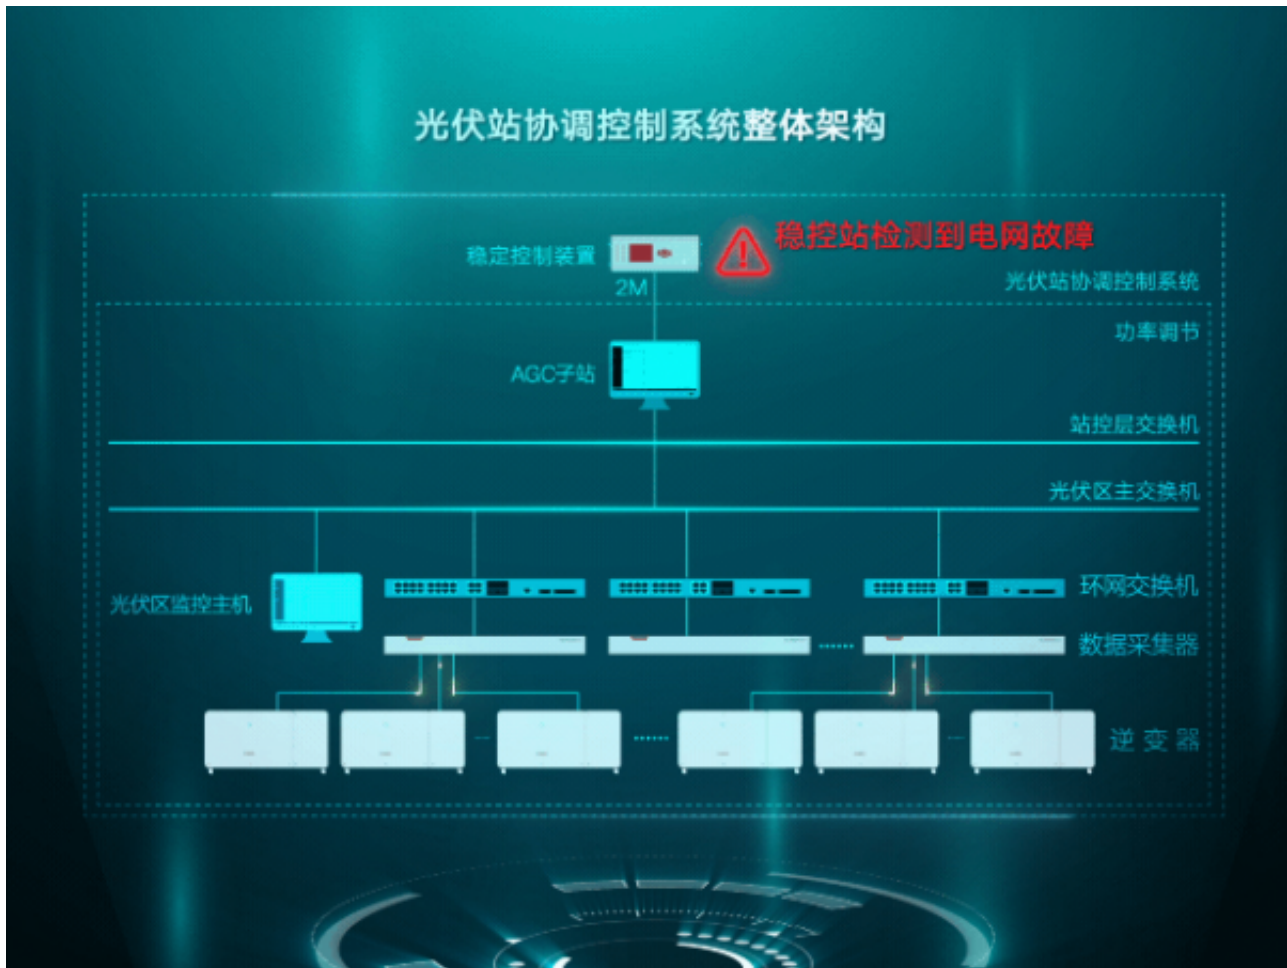 光伏站协调控制系统整体架构
稳控站检测到电网故障
稳定控制装置
2M
光伏站协调控制系统
功率调节
AGC子站
站控层交换机
光伏区主交换机
光伏区监控主机
环网交换机
数据采集器
逆变器